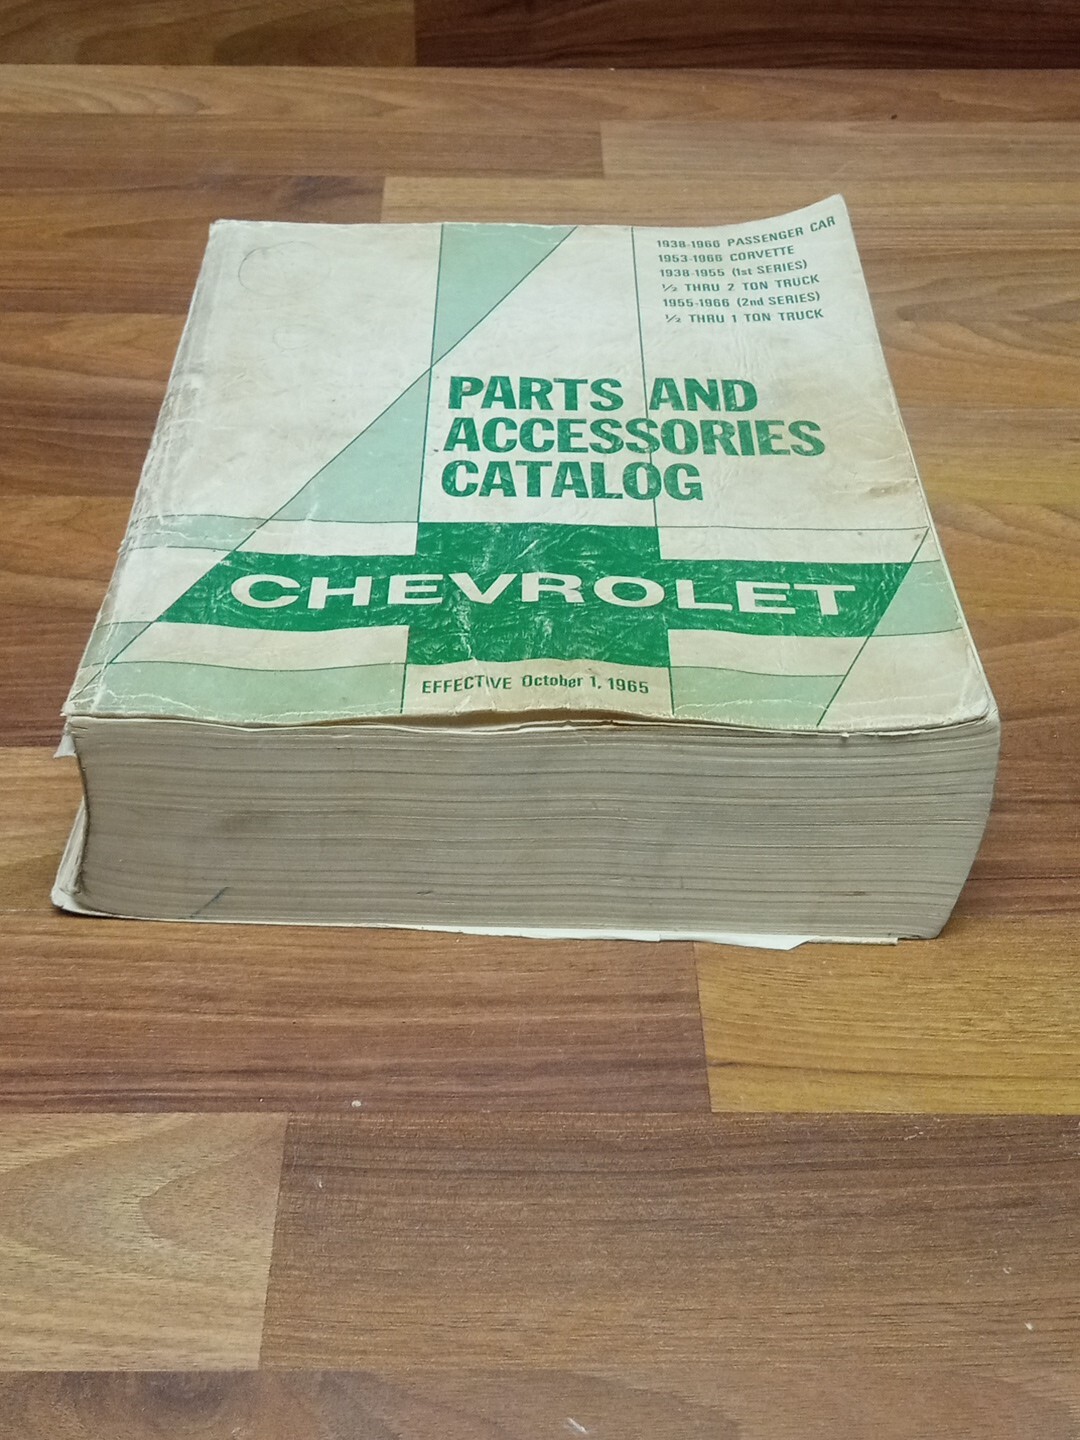 1938-1966 PASSENGER CAR
1953-1966 CORVETTE
1938-1955 (1st SERIES)
½ THRU 2 TON TRUCK
1955-1966 (2nd SERIES)
½ THRU 1 TON TRUCK
PARTS AND
ACCESSORIES
CATALOG
CHEVROLET
EFFECTIVE October 1, 1965